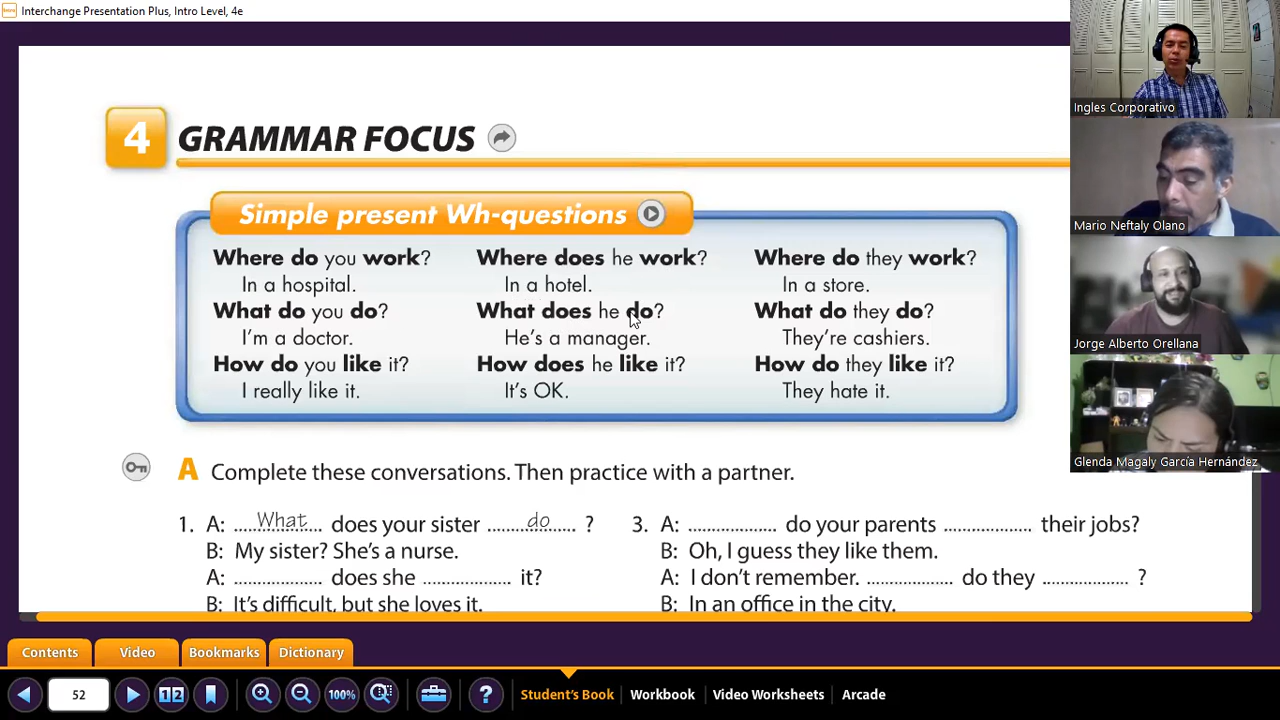 Interchange Presentation Plus, Intro Level, 4e
Ingles Corporativo
Mario Neftaly Olano
Jorge Alberto Orellana
Glenda Magaly García Hernández
4 GRAMMAR FOCUS
Simple present Wh-questions
Where do you work?
In a hospital.
What do you do?
I'm a doctor.
How do you like it?
I really like it.
Where does he work?
In a hotel.
What does he do?
He's a manager.
How does he like it?
It's OK.
Where do they work?
In a store.
What do they do?
They're cashiers.
How do they like it?
They hate it.
A Complete these conversations. Then practice with a partner.
1. A: ....What.... does your sister ....do.... ?
B: My sister? She's a nurse.
A: .................. does she .................. it?
B: It's difficult, but she loves it.
3. A: .................. do your parents .................. their jobs?
B: Oh, I guess they like them.
A: I don't remember. .................. do they .................. ?
B: In an office in the city.
Contents Video Bookmarks Dictionary
52 1 2 100% ? Student's Book Workbook Video Worksheets Arcade